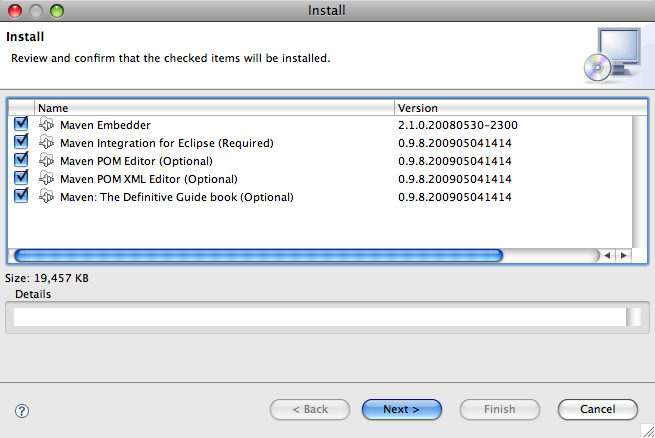 Install
Install
Review and confirm that the checked items will be installed.
Name Version
Maven Embedder 2.1.0.20080530-2300
Maven Integration for Eclipse (Required) 0.9.8.200905041414
Maven POM Editor (Optional) 0.9.8.200905041414
Maven POM XML Editor (Optional) 0.9.8.200905041414
Maven: The Definitive Guide book (Optional) 0.9.8.200905041414
Size: 19,457 KB
Details
? < Back Next > Finish Cancel